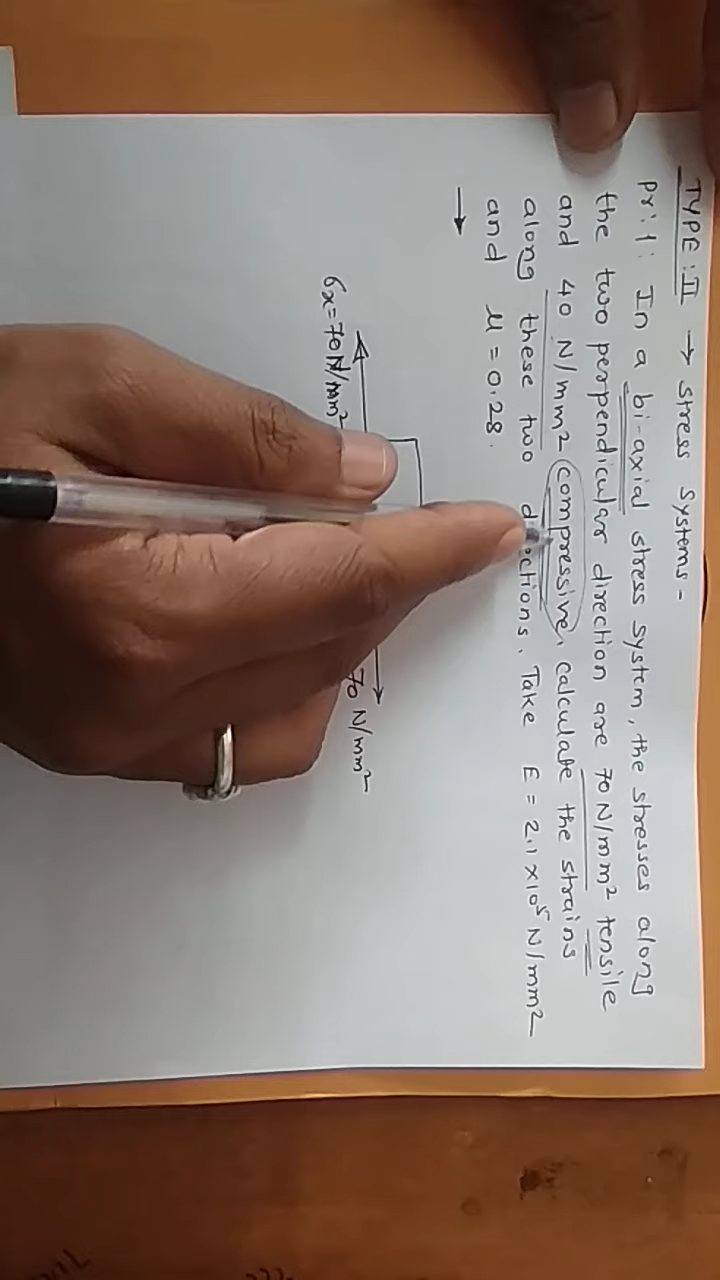 TYPE:II → Stress Systems -
Pr:1: In a bi-axial stress system, the stresses along
the two perpendicular direction are 70 N/mm² tensile
and 40 N/mm² compressive, calculate the strains
along these two directions. Take E = 2.1 × 10⁵ N/mm²
and μ = 0.28.
→
σx = 70 N/mm²
70 N/mm²